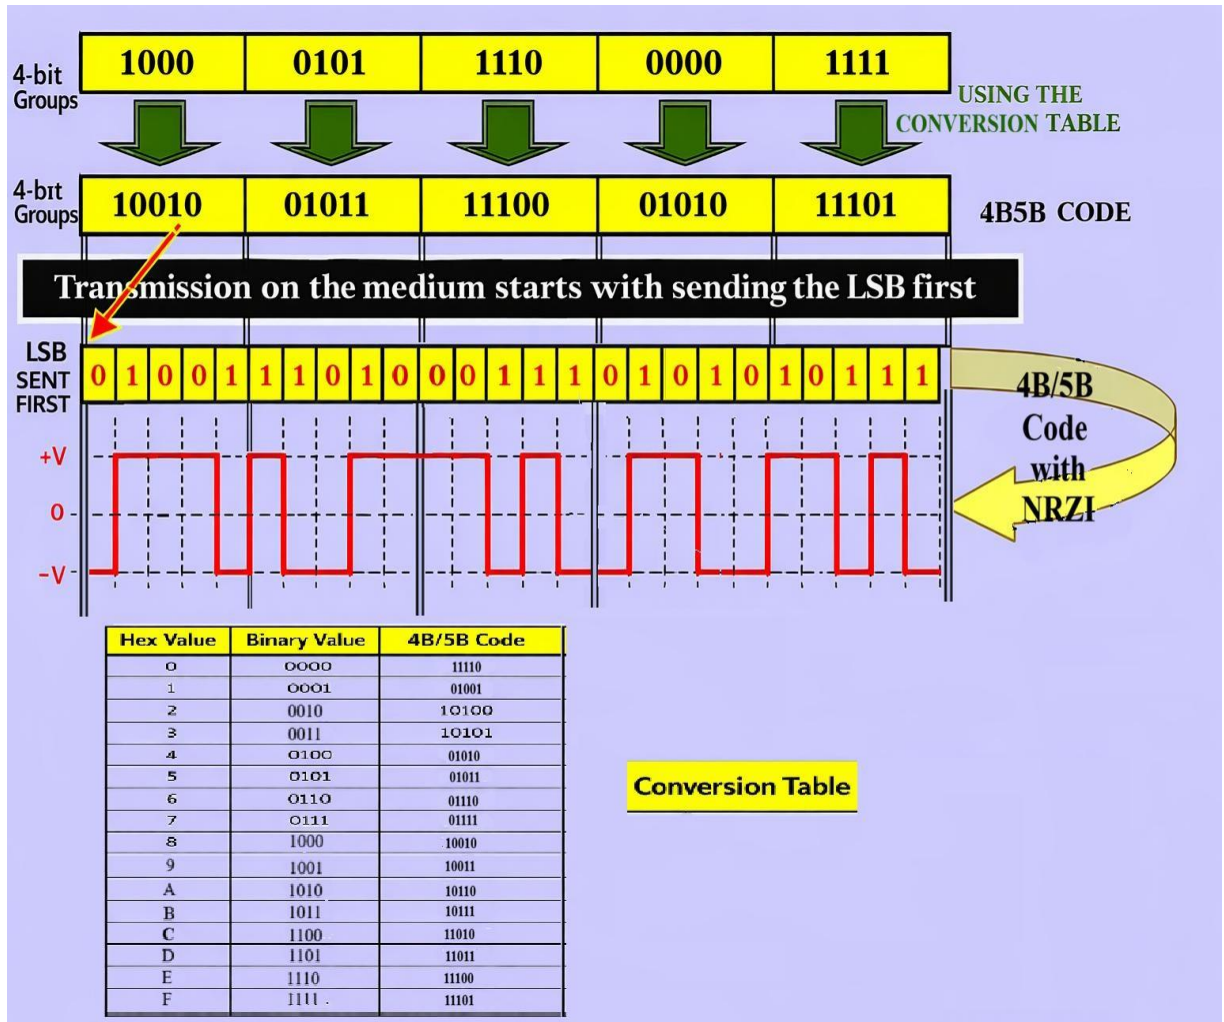 1000 0101 1110 0000 1111
4-bit
Groups
USING THE
CONVERSION TABLE
4-bıt
Groups
10010 01011 11100 01010 11101
4B5B CODE
Transmission on the medium starts with sending the LSB first
LSB
SENT
FIRST
0 1 0 0 1 1 1 0 1 0 0 0 1 1 1 0 1 0 1 0 1 0 1 1 1
4B/5B
Code
with
NRZI
+V
0
-V
Hex Value Binary Value 4B/5B Code
0 0000 11110
1 0001 01001
2 0010 10100
3 0011 10101
4 0100 01010
5 0101 01011
6 0110 01110
7 0111 01111
8 1000 10010
9 1001 10011
A 1010 10110
B 1011 10111
C 1100 11010
D 1101 11011
E 1110 11100
F 1111 . 11101
Conversion Table